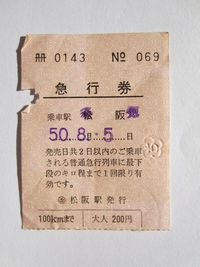 冊 0143 № 069
急行券
乗車駅 松阪
50.8.-5.日
発売日共2日以内のご乗車
される普通急行列車に最下
段のキロ程まで1回限り有
効です。
松阪駅発行
100kmまで 大人 200円